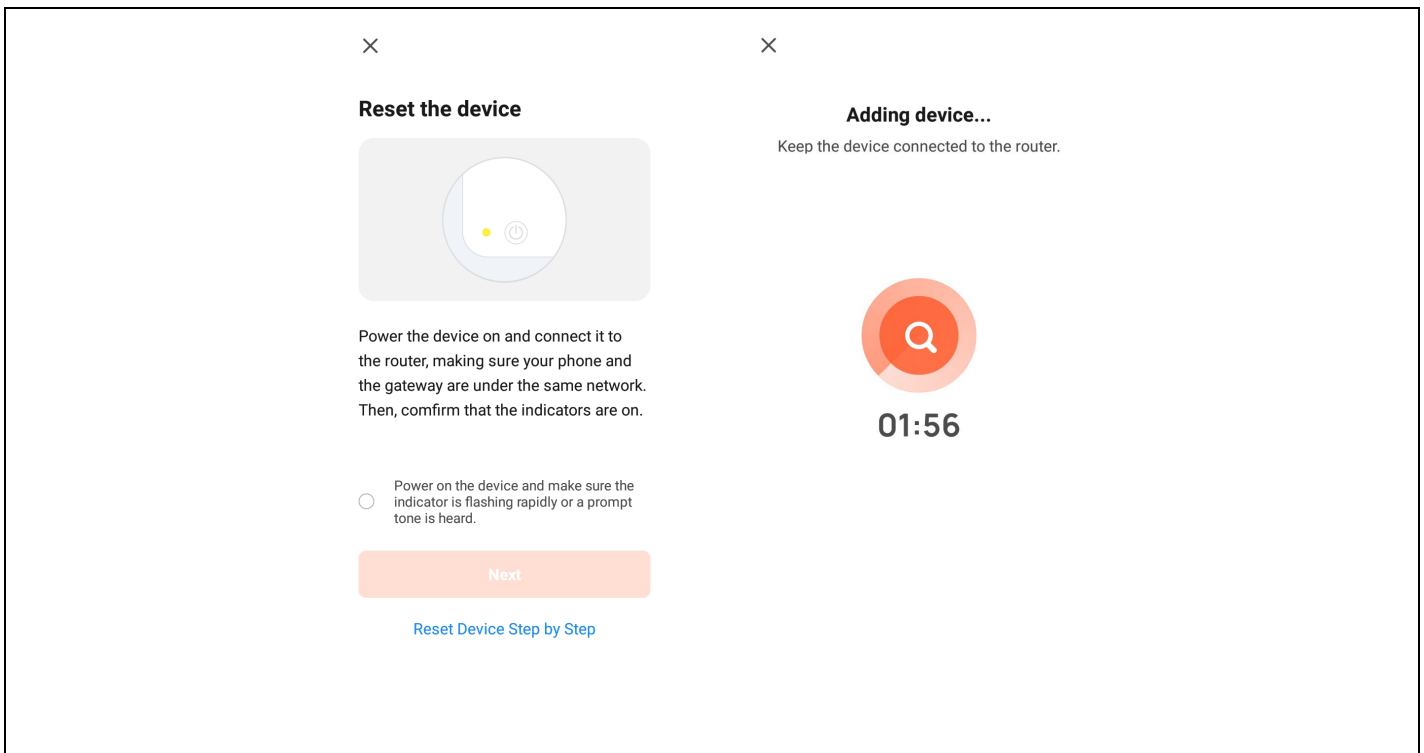 Reset the device
Power the device on and connect it to
the router, making sure your phone and
the gateway are under the same network.
Then, comfirm that the indicators are on.
Power on the device and make sure the
indicator is flashing rapidly or a prompt
tone is heard.
Next
Reset Device Step by Step
Adding device...
Keep the device connected to the router.
01:56